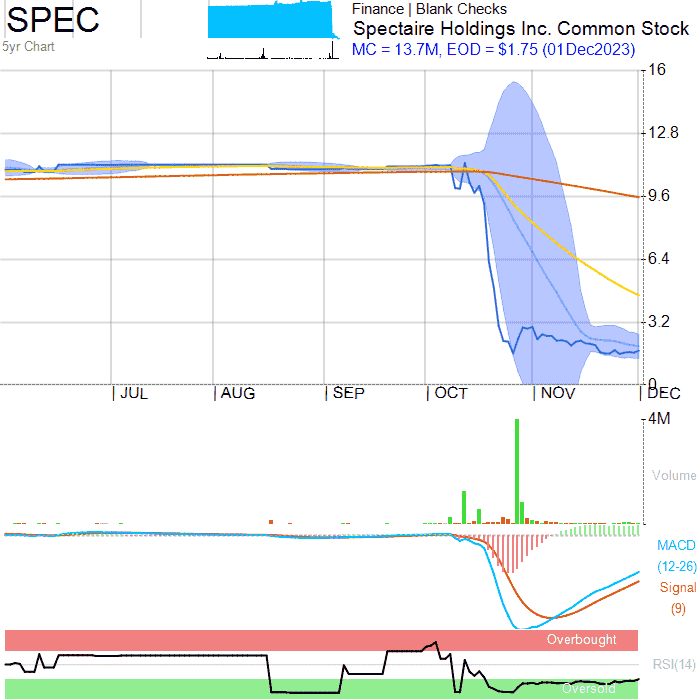 SPEC
5yr Chart
Finance | Blank Checks
Spectaire Holdings Inc. Common Stock
MC = 13.7M, EOD = $1.75 (01Dec2023)
16
12.8
9.6
6.4
3.2
0
JUL AUG SEP OCT NOV DEC
4M
Volume
MACD
(12-26)
Signal
(9)
Overbought
RSI(14)
Oversold